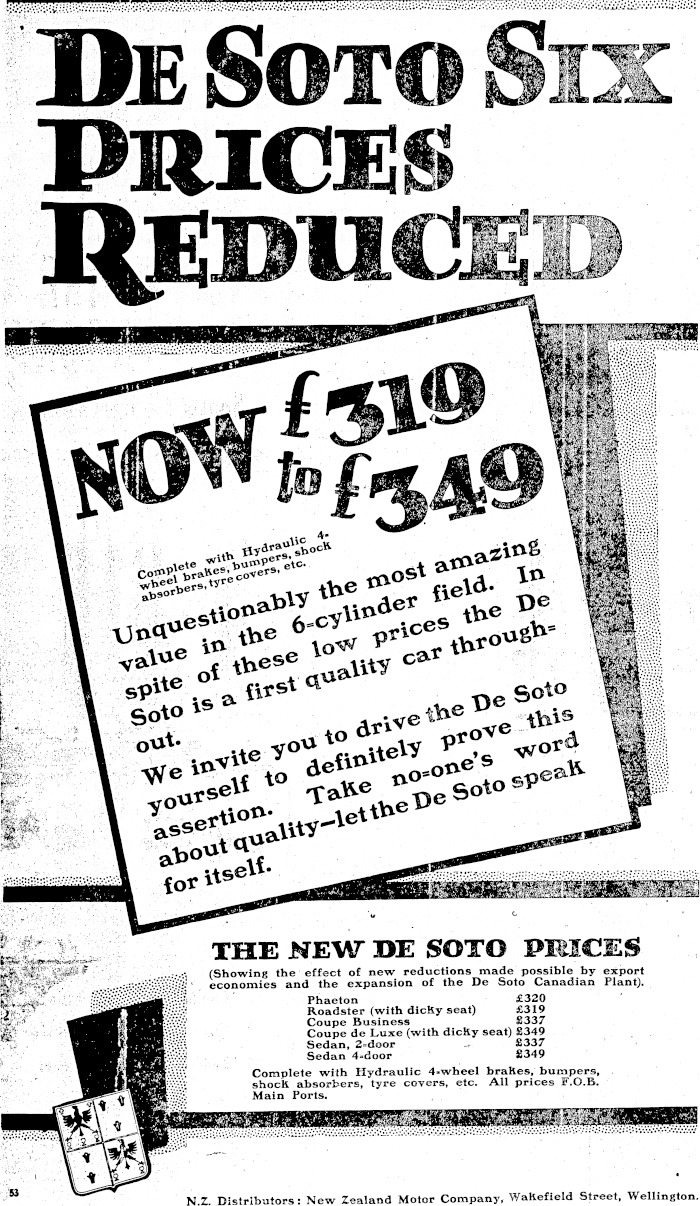 DE SOTO SIX
PRICES
REDUCED
NOW £319
to £349
Complete with Hydraulic 4-
wheel brakes, bumpers, shock
absorbers, tyre covers, etc.
Unquestionably the most amazing
value in the 6-cylinder field. In
spite of these low prices the De
Soto is a first quality car through-
out.
We invite you to drive the De Soto
yourself to definitely prove this
assertion. Take no-one's word
about quality—let the De Soto speak
for itself.
THE NEW DE SOTO PRICES
(Showing the effect of new reductions made possible by export
economies and the expansion of the De Soto Canadian Plant).
Phaeton £320
Roadster (with dicky seat) £319
Coupe Business £337
Coupe de Luxe (with dicky seat) £349
Sedan, 2-door £337
Sedan 4-door £349
Complete with Hydraulic 4-wheel brakes, bumpers,
shock absorbers, tyre covers, etc. All prices F.O.B.
Main Ports.
53
N.Z. Distributors: New Zealand Motor Company, Wakefield Street, Wellington.